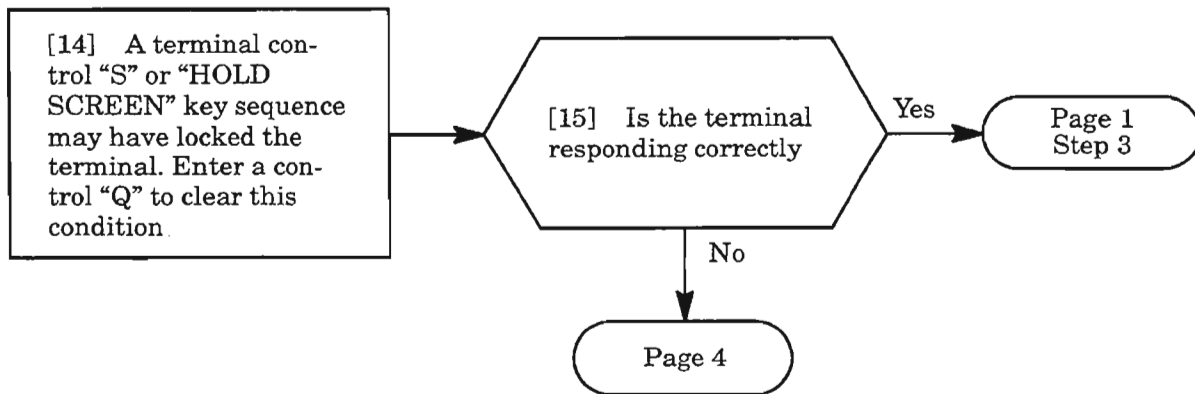 [14] A terminal con-
trol “S” or “HOLD
SCREEN” key sequence
may have locked the
terminal. Enter a con-
trol “Q” to clear this
condition
[15] Is the terminal
responding correctly
Yes
Page 1
Step 3
No
Page 4